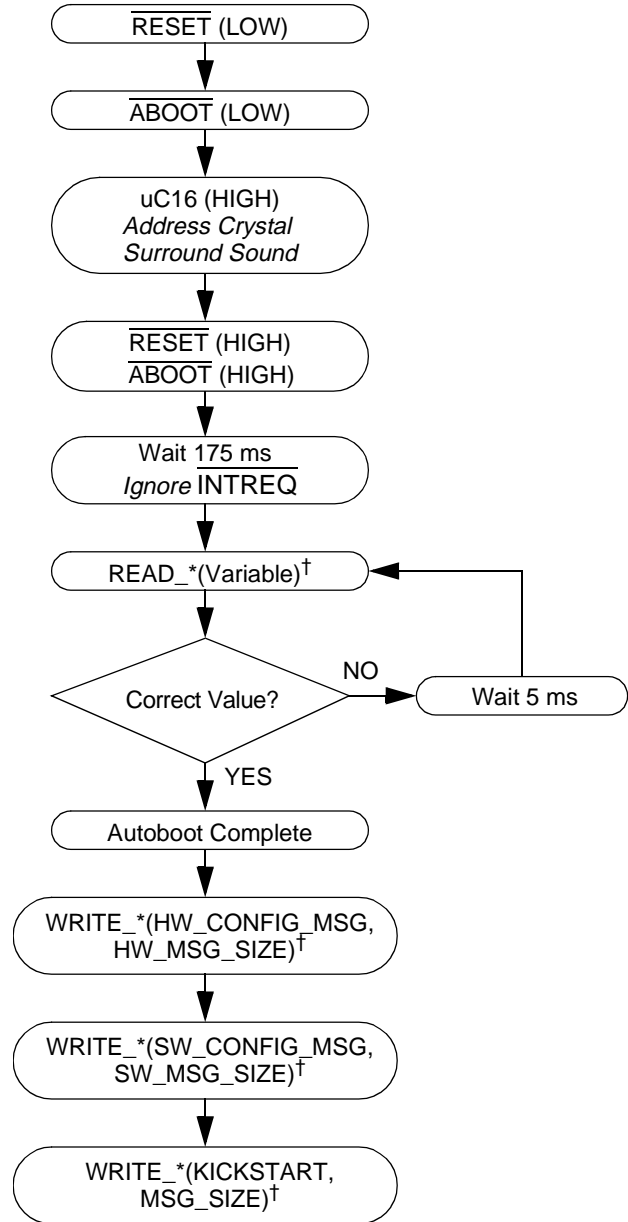 RESET (LOW)
ABOOT (LOW)
uC16 (HIGH)
Address Crystal
Surround Sound
RESET (HIGH)
ABOOT (HIGH)
Wait 175 ms
Ignore INTREQ
READ_*(Variable)†
Correct Value?
NO
Wait 5 ms
YES
Autoboot Complete
WRITE_*(HW_CONFIG_MSG,
HW_MSG_SIZE)†
WRITE_*(SW_CONFIG_MSG,
SW_MSG_SIZE)†
WRITE_*(KICKSTART,
MSG_SIZE)†